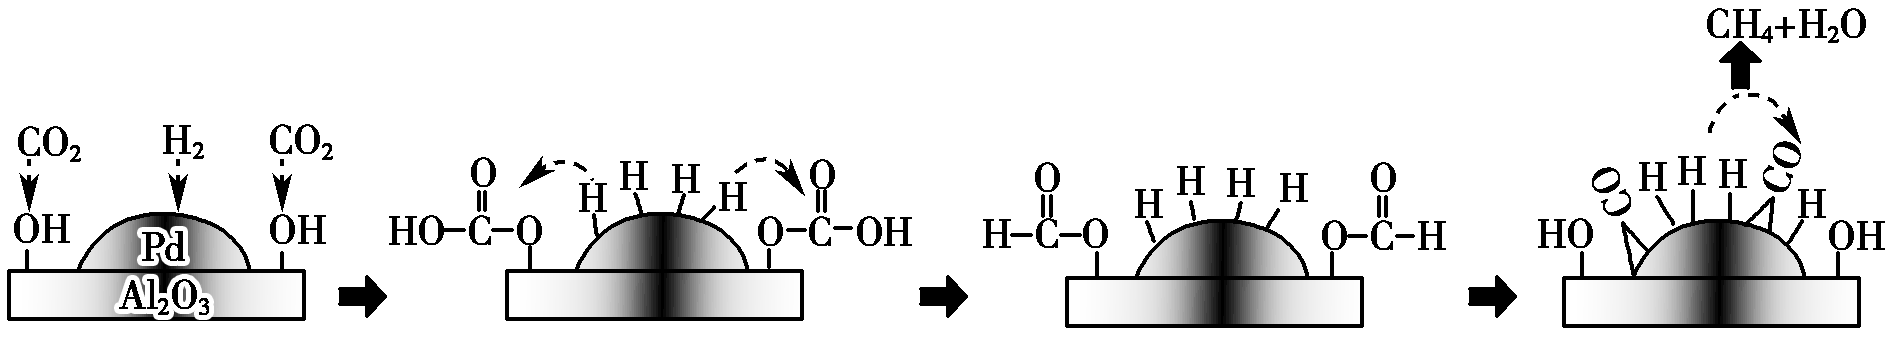 CH₄+H₂O
CO₂ H₂ CO₂
OH OH
Pd
Al₂O₃
O H H H H O
HO-C-O O-C-OH
O H H H H O
H-C-O O-C-H
CO H H H CO H
HO OH